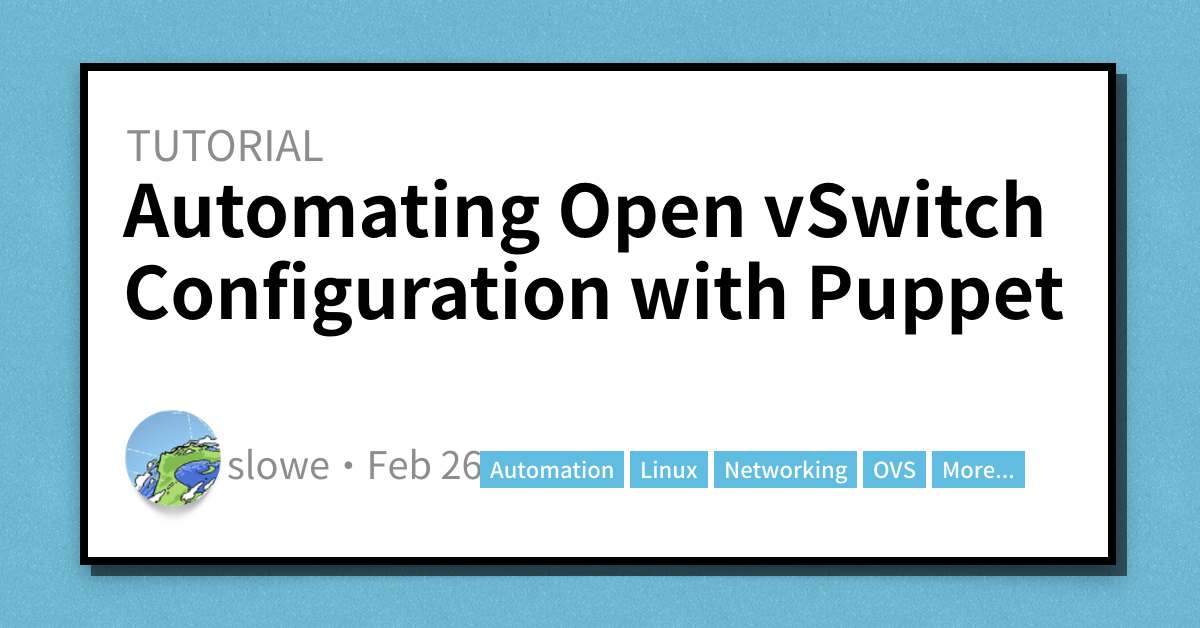 TUTORIAL
Automating Open vSwitch
Configuration with Puppet
slowe • Feb 26 Automation Linux Networking OVS More...